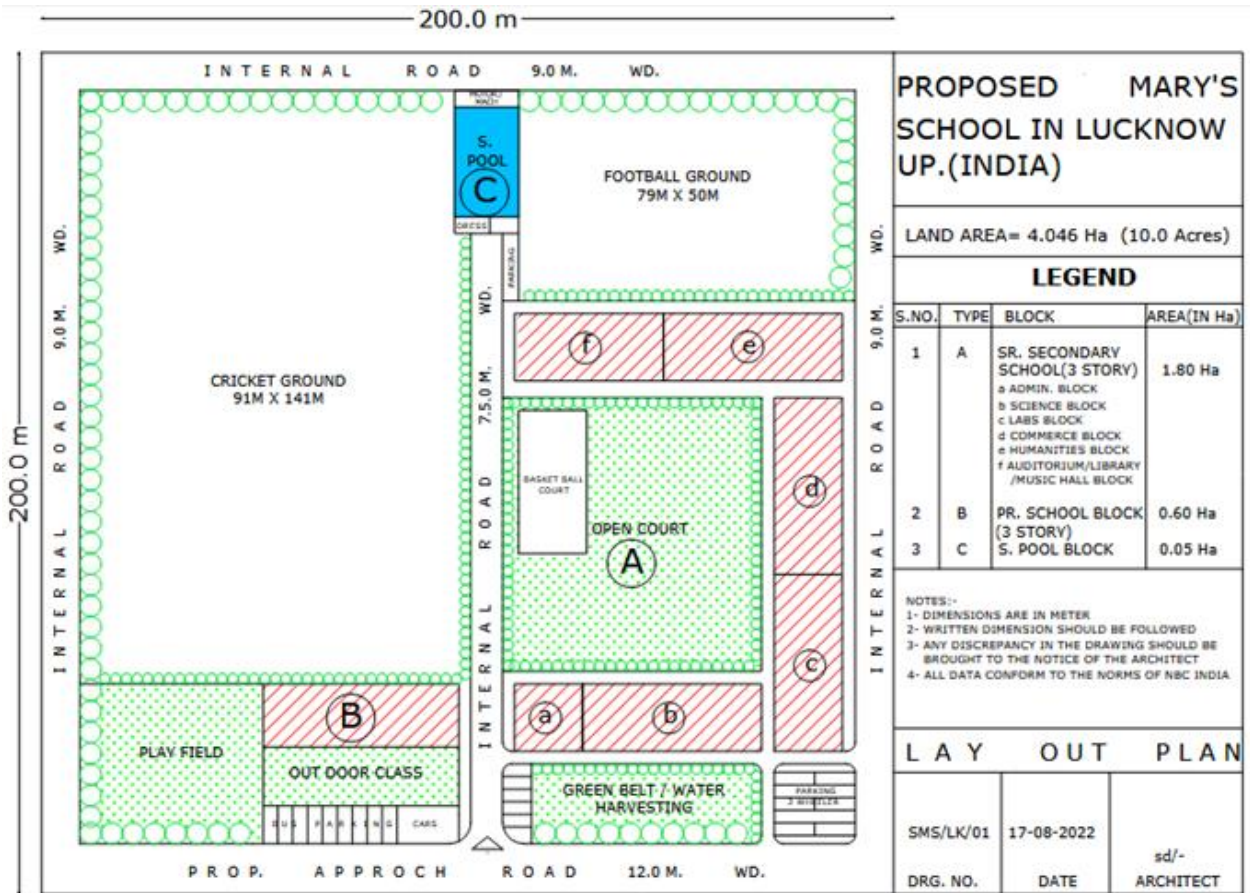 200.0 m
200.0 m
INTERNAL ROAD 9.0 M. WD.
INTERNAL ROAD 9.0 M. WD.
CRICKET GROUND
91M X 141M
S.
POOL
C
DRESS
PARKING
FOOTBALL GROUND
79M X 50M
INTERNAL ROAD 7.5.0 M. WD.
INTERNAL ROAD 9.0 M. WD.
f
e
BASKET BALL
COURT
OPEN COURT
A
d
c
a
b
PLAY FIELD
B
OUT DOOR CLASS
BUS PARKING CARS
GREEN BELT / WATER
HARVESTING
PARKING
2 WHEELER
PROP. APPROCH ROAD 12.0 M. WD.
PROPOSED MARY'S
SCHOOL IN LUCKNOW
UP.(INDIA)
LAND AREA= 4.046 Ha (10.0 Acres)
LEGEND
S.NO. TYPE BLOCK AREA(IN Ha)
1 A SR. SECONDARY
SCHOOL(3 STORY) 1.80 Ha
a ADMIN. BLOCK
b SCIENCE BLOCK
c LABS BLOCK
d COMMERCE BLOCK
e HUMANITIES BLOCK
f AUDITORIUM/LIBRARY
/MUSIC HALL BLOCK
2 B PR. SCHOOL BLOCK 0.60 Ha
(3 STORY)
3 C S. POOL BLOCK 0.05 Ha
NOTES:-
1- DIMENSIONS ARE IN METER
2- WRITTEN DIMENSION SHOULD BE FOLLOWED
3- ANY DISCREPANCY IN THE DRAWING SHOULD BE
BROUGHT TO THE NOTICE OF THE ARCHITECT
4- ALL DATA CONFORM TO THE NORMS OF NBC INDIA
LAY OUT PLAN
SMS/LK/01 17-08-2022
sd/-
DRG. NO. DATE ARCHITECT